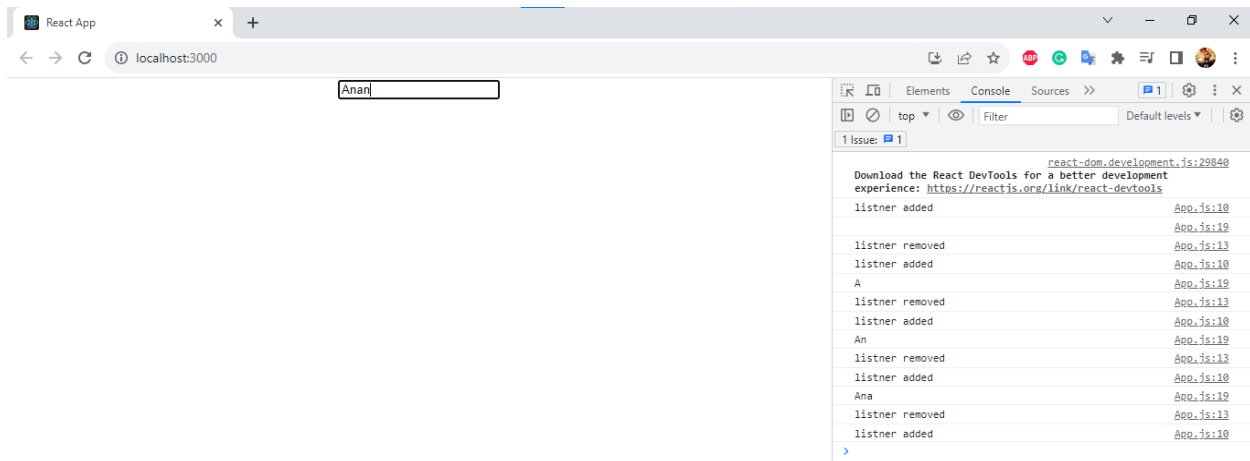 React App
localhost:3000
ABP
Anan
Elements Console Sources 1
top Filter Default levels
1 Issue: 1
react-dom.development.js:29840
Download the React DevTools for a better development
experience: https://reactjs.org/link/react-devtools
listner added App.js:10
App.js:19
listner removed App.js:13
listner added App.js:10
A App.js:19
listner removed App.js:13
listner added App.js:10
An App.js:19
listner removed App.js:13
listner added App.js:10
Ana App.js:19
listner removed App.js:13
listner added App.js:10